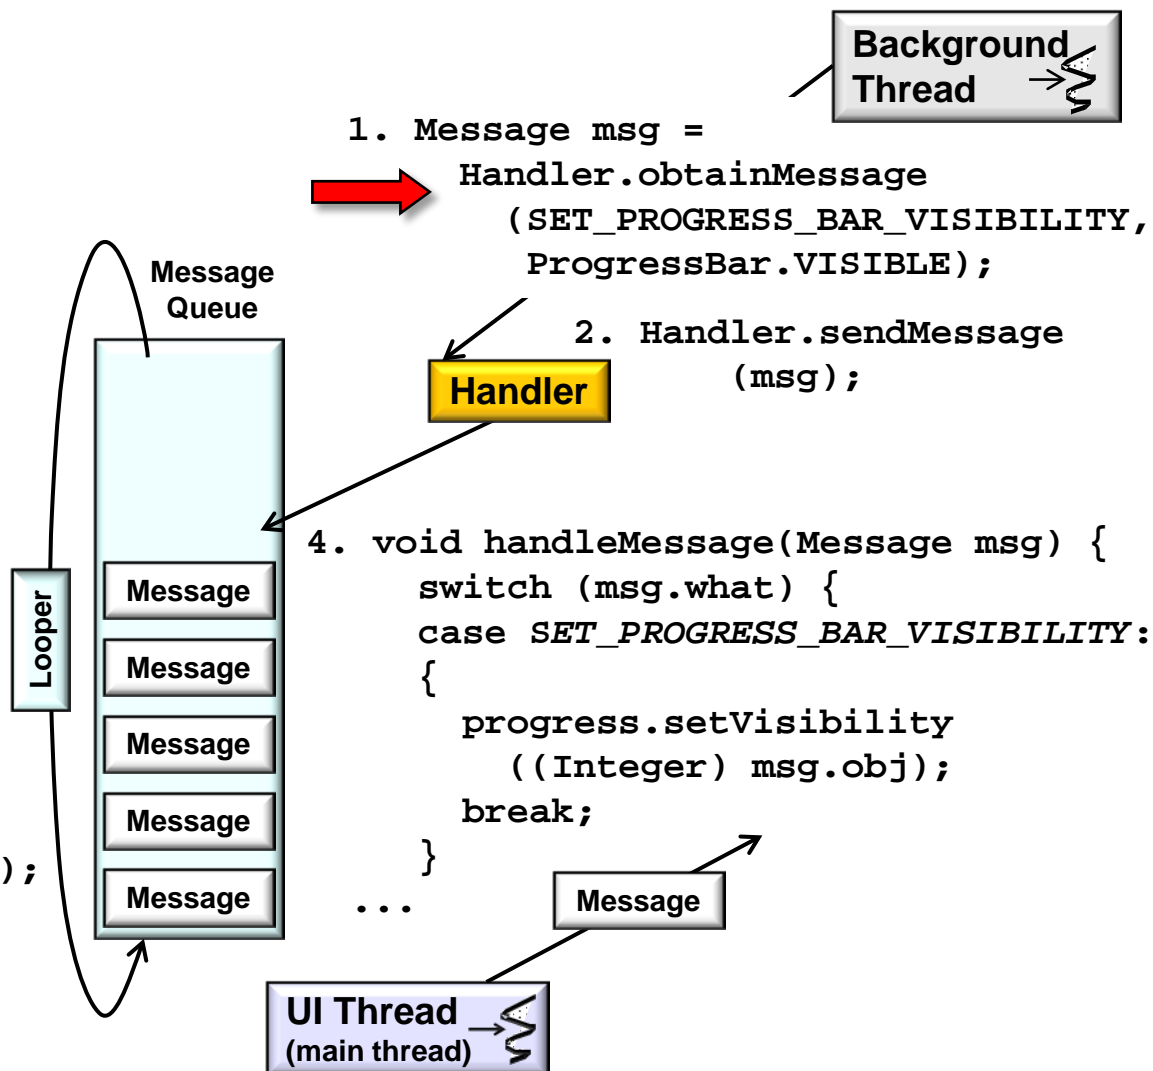 Background
Thread
1. Message msg =
Handler.obtainMessage
(SET_PROGRESS_BAR_VISIBILITY,
ProgressBar.VISIBLE);
Message
Queue
2. Handler.sendMessage
(msg);
Handler
4. void handleMessage(Message msg) {
switch (msg.what) {
case SET_PROGRESS_BAR_VISIBILITY:
{
progress.setVisibility
((Integer) msg.obj);
break;
}
...
Looper
Message
Message
Message
Message
Message
);
Message
UI Thread
(main thread)